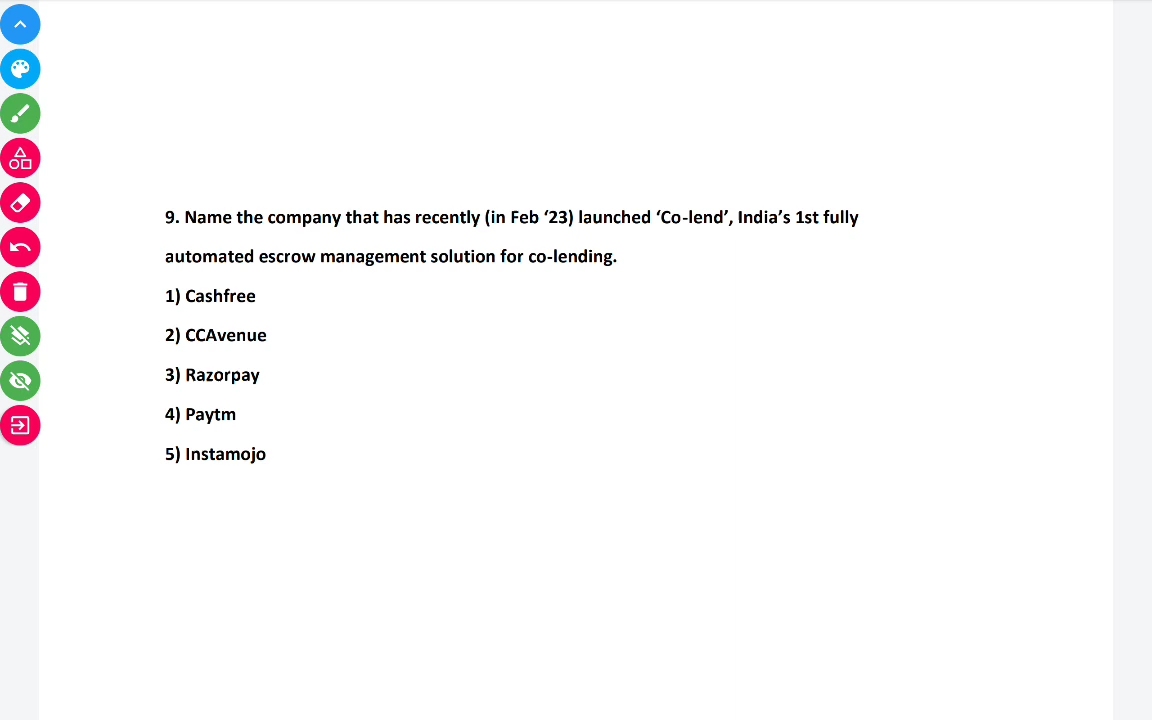 9. Name the company that has recently (in Feb ‘23) launched ‘Co-lend’, India’s 1st fully
automated escrow management solution for co-lending.
1) Cashfree
2) CCAvenue
3) Razorpay
4) Paytm
5) Instamojo